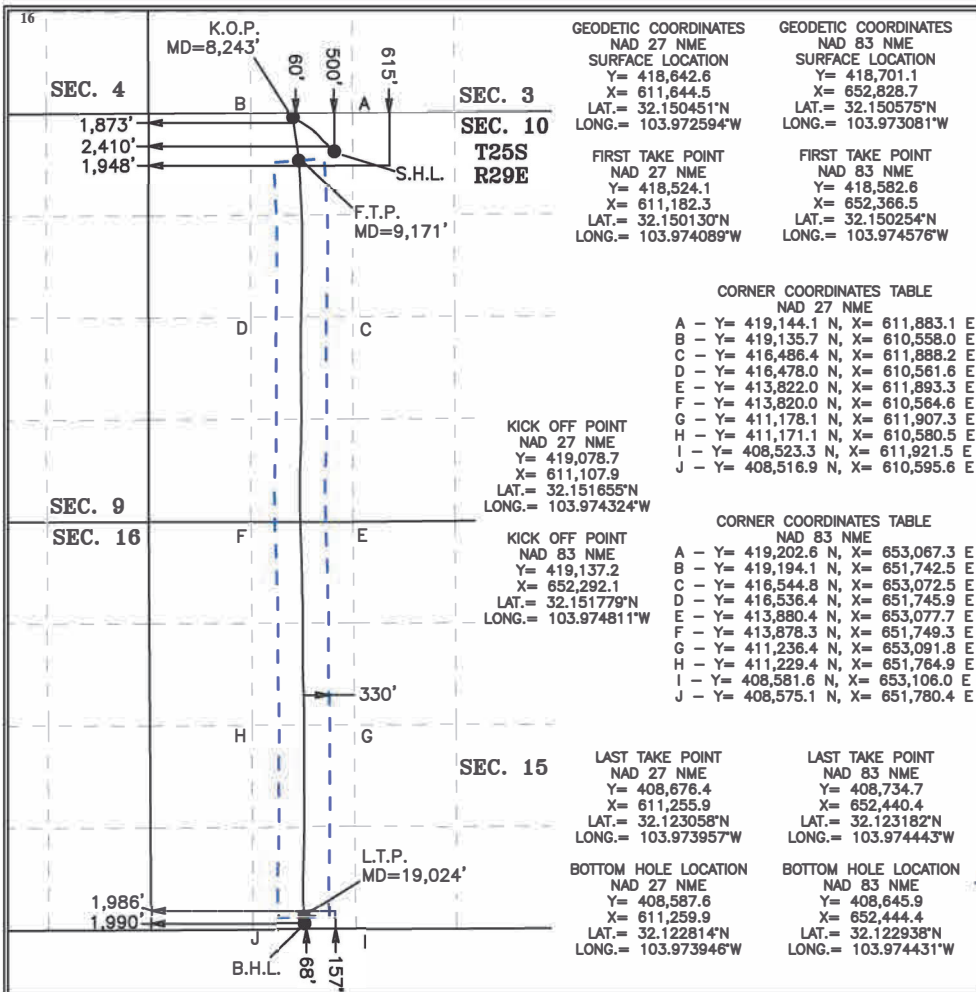 16
K.O.P.
MD=8,243'
60'
500'
615'
SEC. 4
B
A
SEC. 3
1,873'
SEC. 10
2,410'
T25S
1,948'
S.H.L.
R29E
F.T.P.
MD=9,171'
D
C
SEC. 9
SEC. 16
F
E
330'
H
G
SEC. 15
L.T.P.
MD=19,024'
1,986'
1,990'
J
I
B.H.L.
68'
157'
GEODETIC COORDINATES
NAD 27 NME
SURFACE LOCATION
Y= 418,642.6
X= 611,644.5
LAT.= 32.150451°N
LONG.= 103.972594°W
GEODETIC COORDINATES
NAD 83 NME
SURFACE LOCATION
Y= 418,701.1
X= 652,828.7
LAT.= 32.150575°N
LONG.= 103.973081°W
FIRST TAKE POINT
NAD 27 NME
Y= 418,524.1
X= 611,182.3
LAT.= 32.150130°N
LONG.= 103.974089°W
FIRST TAKE POINT
NAD 83 NME
Y= 418,582.6
X= 652,366.5
LAT.= 32.150254°N
LONG.= 103.974576°W
CORNER COORDINATES TABLE
NAD 27 NME
A - Y= 419,144.1 N, X= 611,883.1 E
B - Y= 419,135.7 N, X= 610,558.0 E
C - Y= 416,486.4 N, X= 611,888.2 E
D - Y= 416,478.0 N, X= 610,561.6 E
E - Y= 413,822.0 N, X= 611,893.3 E
F - Y= 413,820.0 N, X= 610,564.6 E
G - Y= 411,178.1 N, X= 611,907.3 E
H - Y= 411,171.1 N, X= 610,580.5 E
I - Y= 408,523.3 N, X= 611,921.5 E
J - Y= 408,516.9 N, X= 610,595.6 E
KICK OFF POINT
NAD 27 NME
Y= 419,078.7
X= 611,107.9
LAT.= 32.151655°N
LONG.= 103.974324°W
KICK OFF POINT
NAD 83 NME
Y= 419,137.2
X= 652,292.1
LAT.= 32.151779°N
LONG.= 103.974811°W
CORNER COORDINATES TABLE
NAD 83 NME
A - Y= 419,202.6 N, X= 653,067.3 E
B - Y= 419,194.1 N, X= 651,742.5 E
C - Y= 416,544.8 N, X= 653,072.5 E
D - Y= 416,536.4 N, X= 651,745.9 E
E - Y= 413,880.4 N, X= 653,077.7 E
F - Y= 413,878.3 N, X= 651,749.3 E
G - Y= 411,236.4 N, X= 653,091.8 E
H - Y= 411,229.4 N, X= 651,764.9 E
I - Y= 408,581.6 N, X= 653,106.0 E
J - Y= 408,575.1 N, X= 651,780.4 E
LAST TAKE POINT
NAD 27 NME
Y= 408,676.4
X= 611,255.9
LAT.= 32.123058°N
LONG.= 103.973957°W
LAST TAKE POINT
NAD 83 NME
Y= 408,734.7
X= 652,440.4
LAT.= 32.123182°N
LONG.= 103.974443°W
BOTTOM HOLE LOCATION
NAD 27 NME
Y= 408,587.6
X= 611,259.9
LAT.= 32.122814°N
LONG.= 103.973946°W
BOTTOM HOLE LOCATION
NAD 83 NME
Y= 408,645.9
X= 652,444.4
LAT.= 32.122938°N
LONG.= 103.974431°W